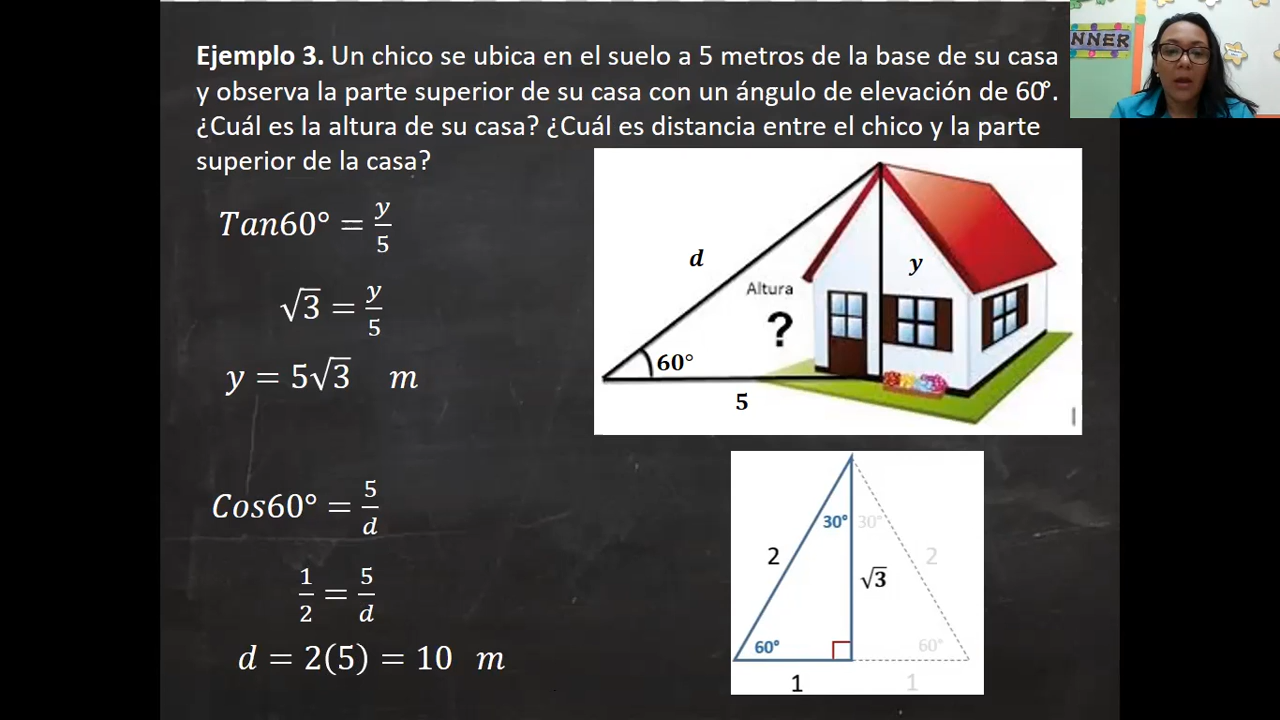 NNER
Ejemplo 3. Un chico se ubica en el suelo a 5 metros de la base de su casa
y observa la parte superior de su casa con un ángulo de elevación de 60°.
¿Cuál es la altura de su casa? ¿Cuál es distancia entre el chico y la parte
superior de la casa?
Tan60° = y/5
√3 = y/5
y = 5√3 m
Cos60° = 5/d
1/2 = 5/d
d = 2(5) = 10 m
d
y
Altura
?
60°
5
30° 30°
2 2
√3
60° 60°
1 1